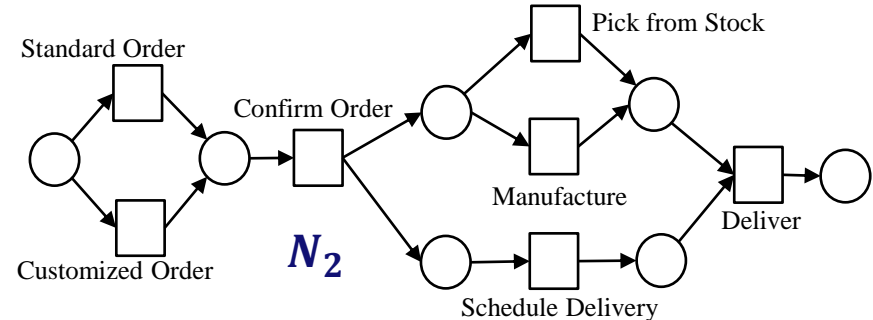 Pick from Stock
Standard Order
Confirm Order
Manufacture
Deliver
Customized Order
N₂
Schedule Delivery